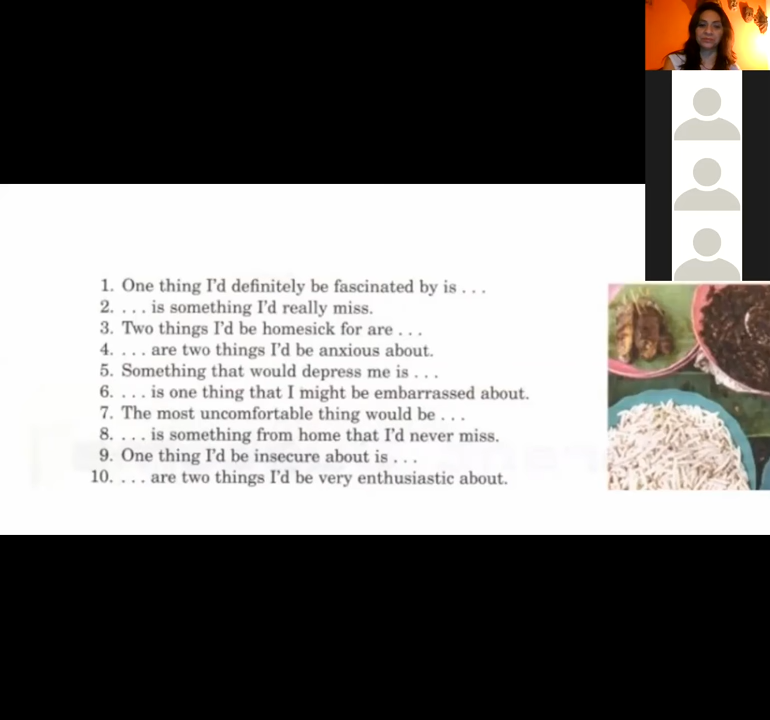 1. One thing I'd definitely be fascinated by is . . .
2. . . . is something I'd really miss.
3. Two things I'd be homesick for are . . .
4. . . . are two things I'd be anxious about.
5. Something that would depress me is . . .
6. . . . is one thing that I might be embarrassed about.
7. The most uncomfortable thing would be . . .
8. . . . is something from home that I'd never miss.
9. One thing I'd be insecure about is . . .
10. . . . are two things I'd be very enthusiastic about.